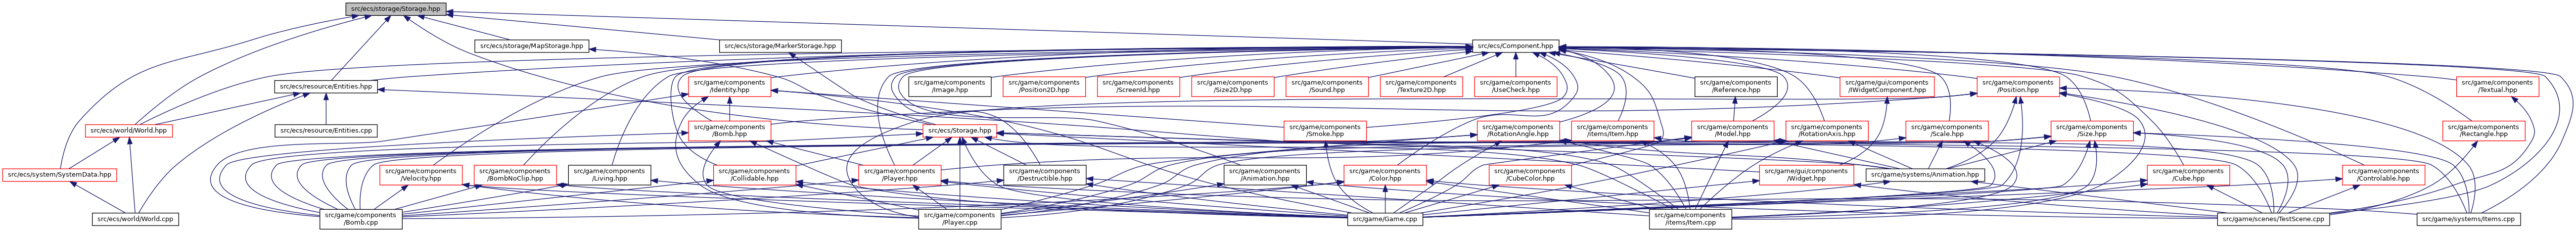 src/ecs/storage/Storage.hpp
src/ecs/storage/MapStorage.hpp
src/ecs/storage/MarkerStorage.hpp
src/ecs/Component.hpp
src/ecs/resource/Entities.hpp
src/game/components
/Identity.hpp
src/game/components
/Image.hpp
src/game/components
/Position2D.hpp
src/game/components
/ScreenId.hpp
src/game/components
/Size2D.hpp
src/game/components
/Sound.hpp
src/game/components
/Texture2D.hpp
src/game/components
/UseCheck.hpp
src/game/components
/Reference.hpp
src/game/gui/components
/IWidgetComponent.hpp
src/game/components
/Position.hpp
src/game/components
/Textual.hpp
src/ecs/world/World.hpp
src/ecs/resource/Entities.cpp
src/game/components
/Bomb.hpp
src/ecs/Storage.hpp
src/game/components
/Smoke.hpp
src/game/components
/RotationAngle.hpp
src/game/components
/items/Item.hpp
src/game/components
/Model.hpp
src/game/components
/RotationAxis.hpp
src/game/components
/Scale.hpp
src/game/components
/Size.hpp
src/game/components
/Rectangle.hpp
src/ecs/system/SystemData.hpp
src/game/components
/Velocity.hpp
src/game/components
/BombNoClip.hpp
src/game/components
/Living.hpp
src/game/components
/Collidable.hpp
src/game/components
/Player.hpp
src/game/components
/Destructible.hpp
src/game/components
/Animation.hpp
src/game/components
/Color.hpp
src/game/components
/CubeColor.hpp
src/game/gui/components
/Widget.hpp
src/game/systems/Animation.hpp
src/game/components
/Cube.hpp
src/game/components
/Controlable.hpp
src/ecs/world/World.cpp
src/game/components
/Bomb.cpp
src/game/components
/Player.cpp
src/game/Game.cpp
src/game/components
/items/Item.cpp
src/game/scenes/TestScene.cpp
src/game/systems/Items.cpp